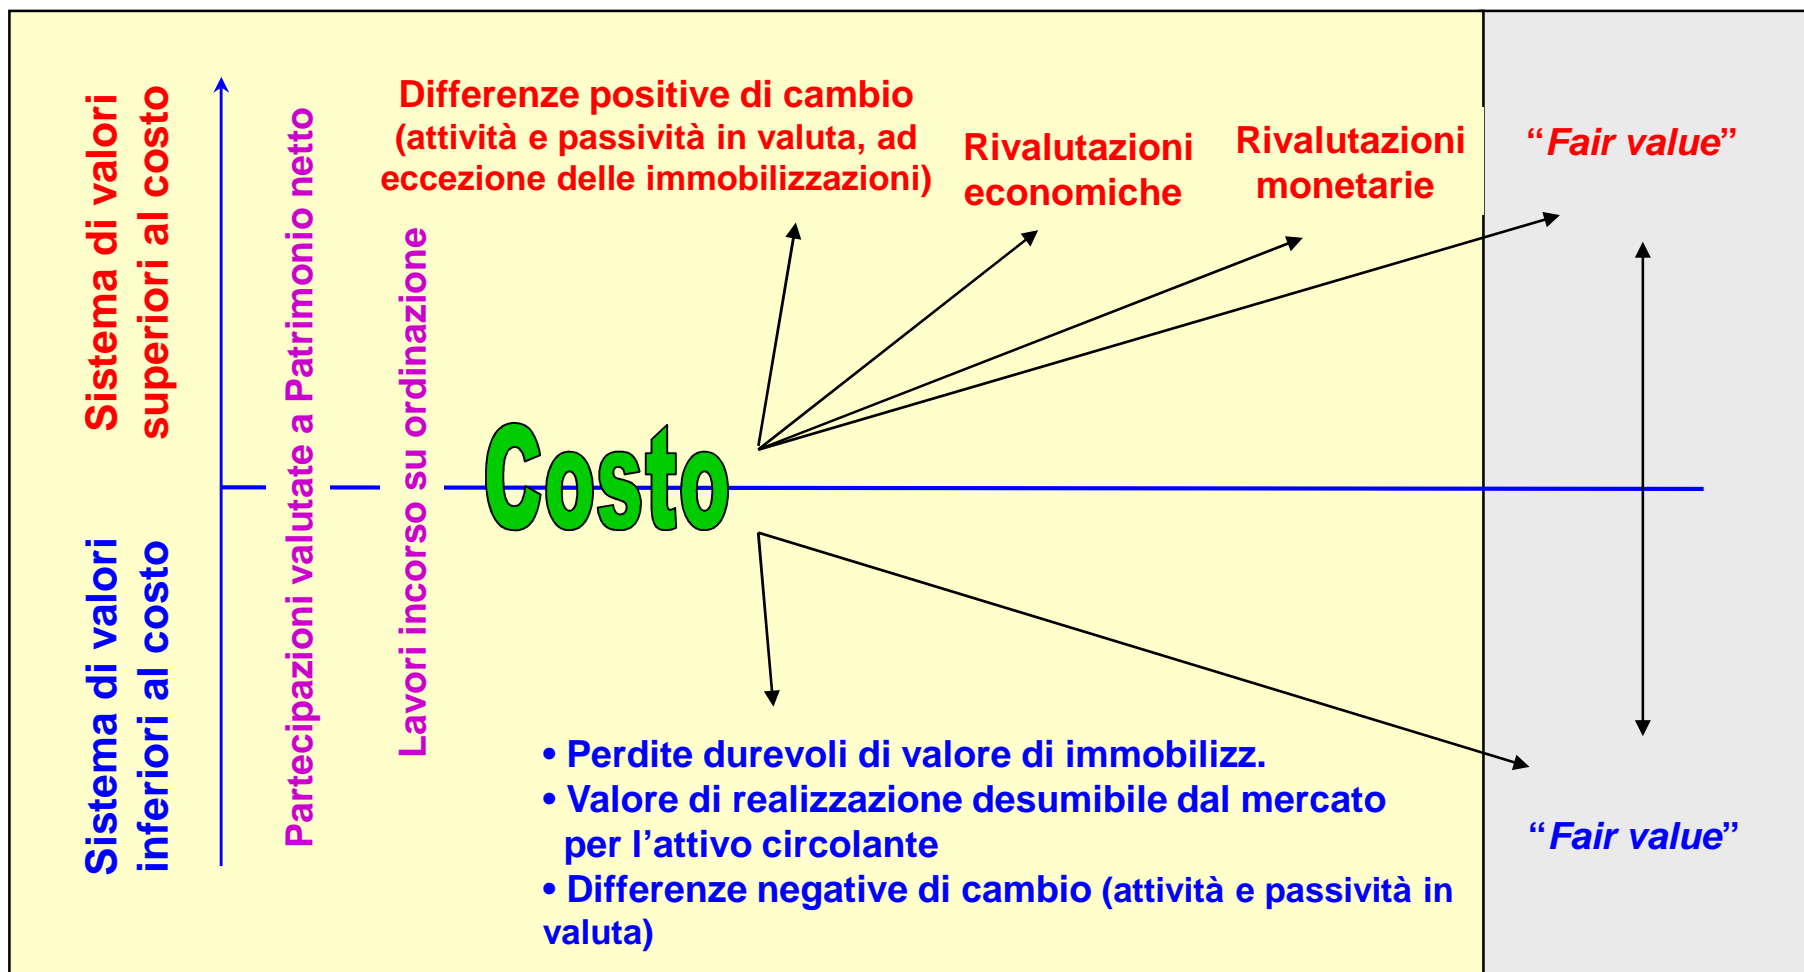 Sistema di valori
superiori al costo
Sistema di valori
inferiori al costo
Partecipazioni valutate a Patrimonio netto
Lavori incorso su ordinazione
Differenze positive di cambio
(attività e passività in valuta, ad
eccezione delle immobilizzazioni)
Rivalutazioni
economiche
Rivalutazioni
monetarie
“Fair value”
Costo
• Perdite durevoli di valore di immobilizz.
• Valore di realizzazione desumibile dal mercato
per l’attivo circolante
• Differenze negative di cambio (attività e passività in
valuta)
“Fair value”